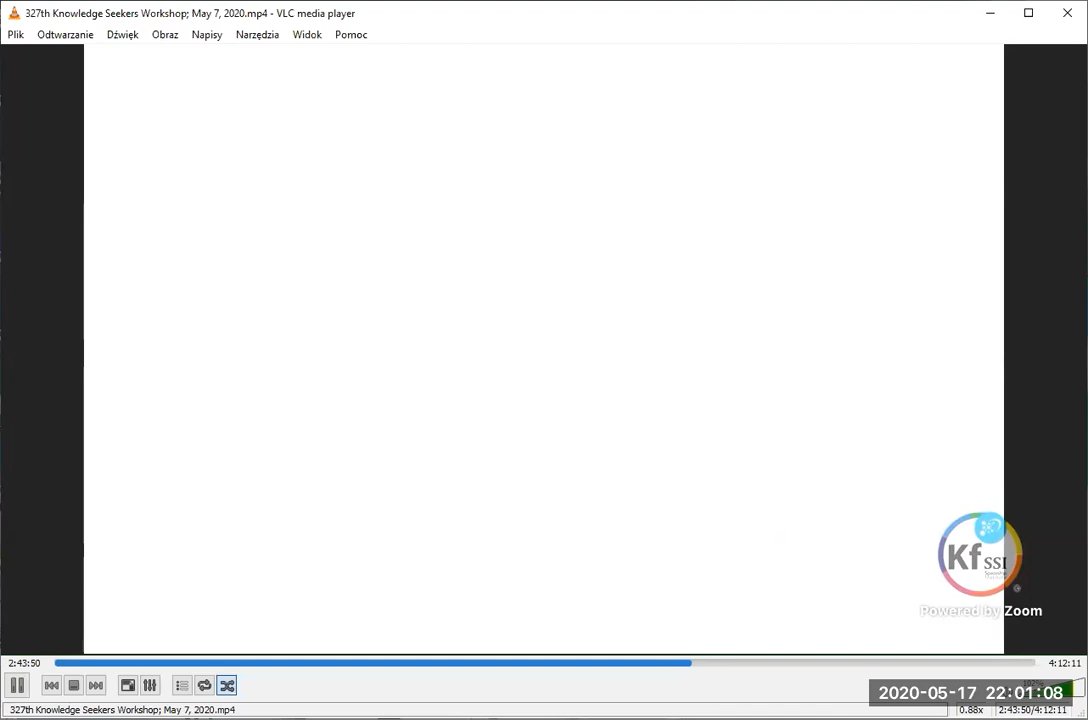 327th Knowledge Seekers Workshop; May 7, 2020.mp4 - VLC media player
Plik Odtwarzanie Dźwięk Obraz Napisy Narzędzia Widok Pomoc
Kf SSI
Powered by Zoom
2:43:50 4:12:11
2020-05-17 22:01:08
327th Knowledge Seekers Workshop; May 7, 2020.mp4 0.88x 2:43:50/4:12:11